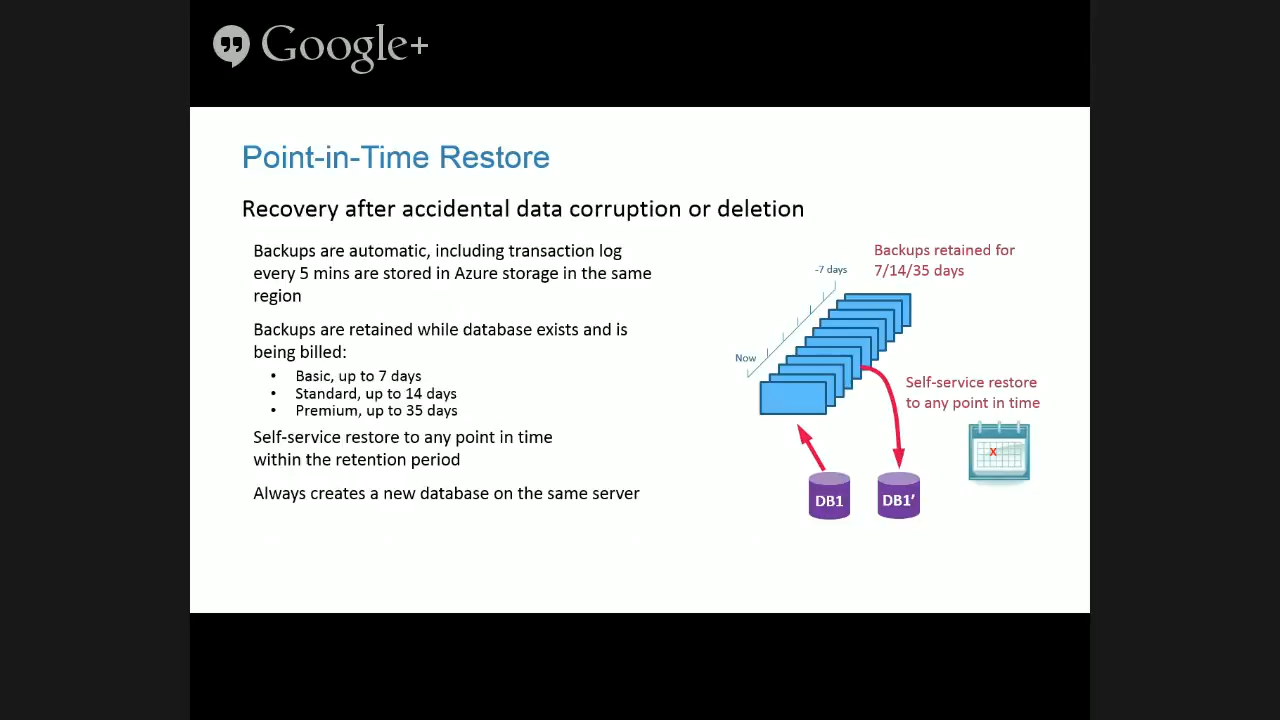 Google+
Point-in-Time Restore
Recovery after accidental data corruption or deletion
Backups are automatic, including transaction log
every 5 mins are stored in Azure storage in the same
region
Backups are retained while database exists and is
being billed:
• Basic, up to 7 days
• Standard, up to 14 days
• Premium, up to 35 days
Self-service restore to any point in time
within the retention period
Always creates a new database on the same server
Backups retained for
7/14/35 days
-7 days
Now
Self-service restore
to any point in time
X
DB1
DB1’